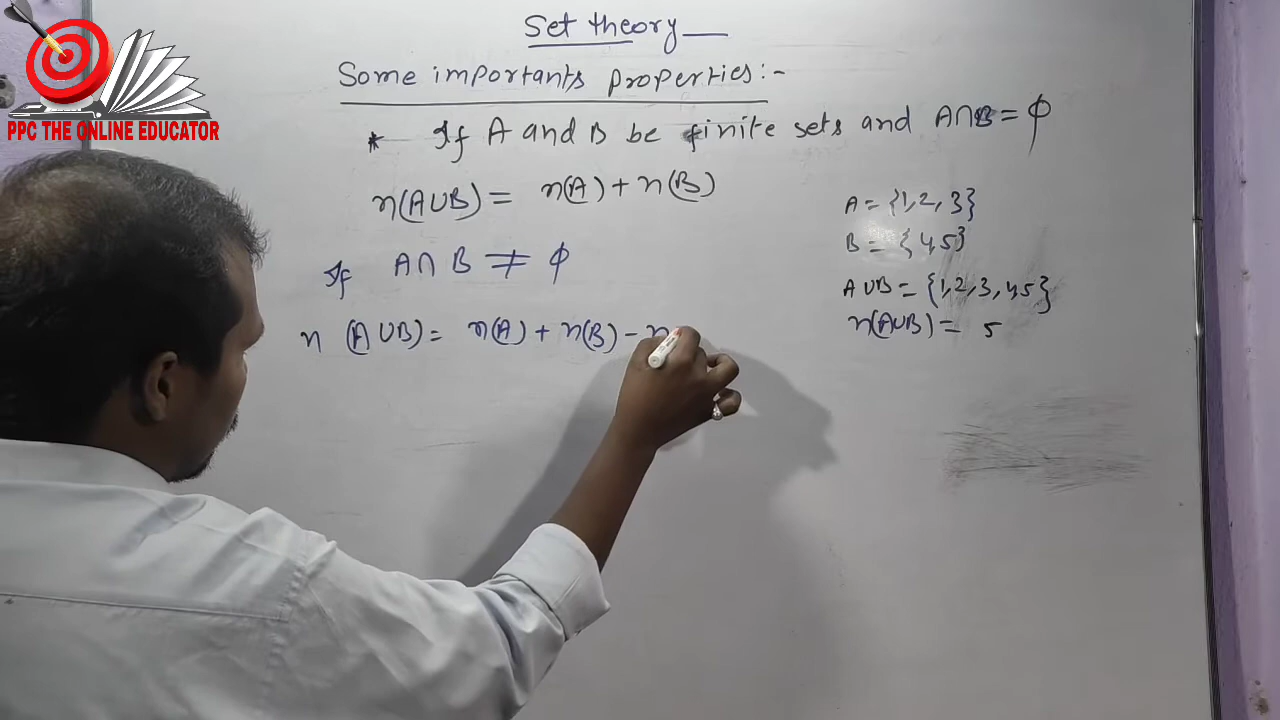 PPC THE ONLINE EDUCATOR
Set theory
Some importants properties:-
* If A and B be finite sets and A∩B = ϕ
n(A∪B) = n(A) + n(B)
If A∩ B ≠ ϕ
n (A∪B) = n(A) + n(B) - n
A = {1,2,3}
B = {4,5}
A∪B = {1,2,3,4,5}
n(A∪B) = 5